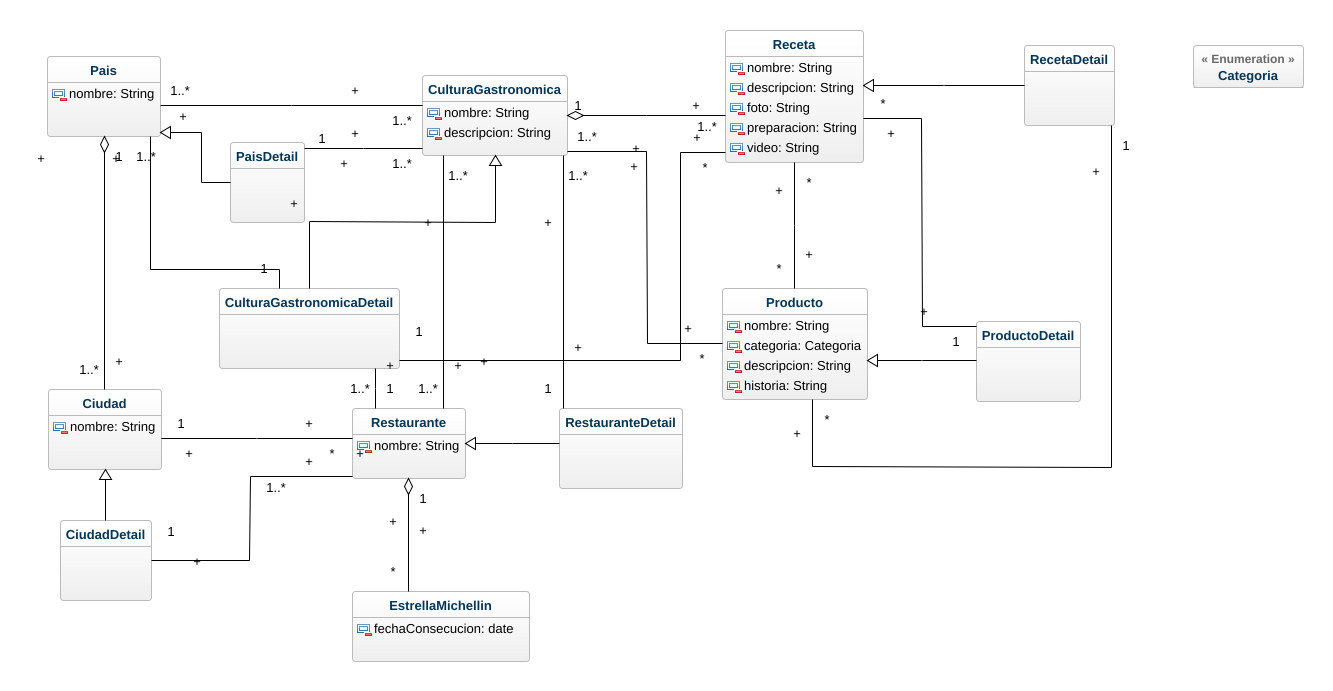 Pais
nombre: String
PaisDetail
CulturaGastronomica
nombre: String
descripcion: String
Receta
nombre: String
descripcion: String
foto: String
preparacion: String
video: String
RecetaDetail
« Enumeration »
Categoria
1..*
+
1..*
+
1
+
+
1..*
1
+
1..*
1..*
+
*
+
+
*
+
1
+
+
+
1
1..*
+
1..*
1..*
+
*
+
+
+
*
1
CulturaGastronomicaDetail
1
+
+
+
+
+
*
Producto
nombre: String
categoria: Categoria
descripcion: String
historia: String
+
1
ProductoDetail
+
1..*
1..*
1
1..*
1
Ciudad
nombre: String
1
+
+
*
+
+
1..*
Restaurante
nombre: String
RestauranteDetail
*
+
CiudadDetail
1
+
1
+
+
*
EstrellaMichellin
fechaConsecucion: date